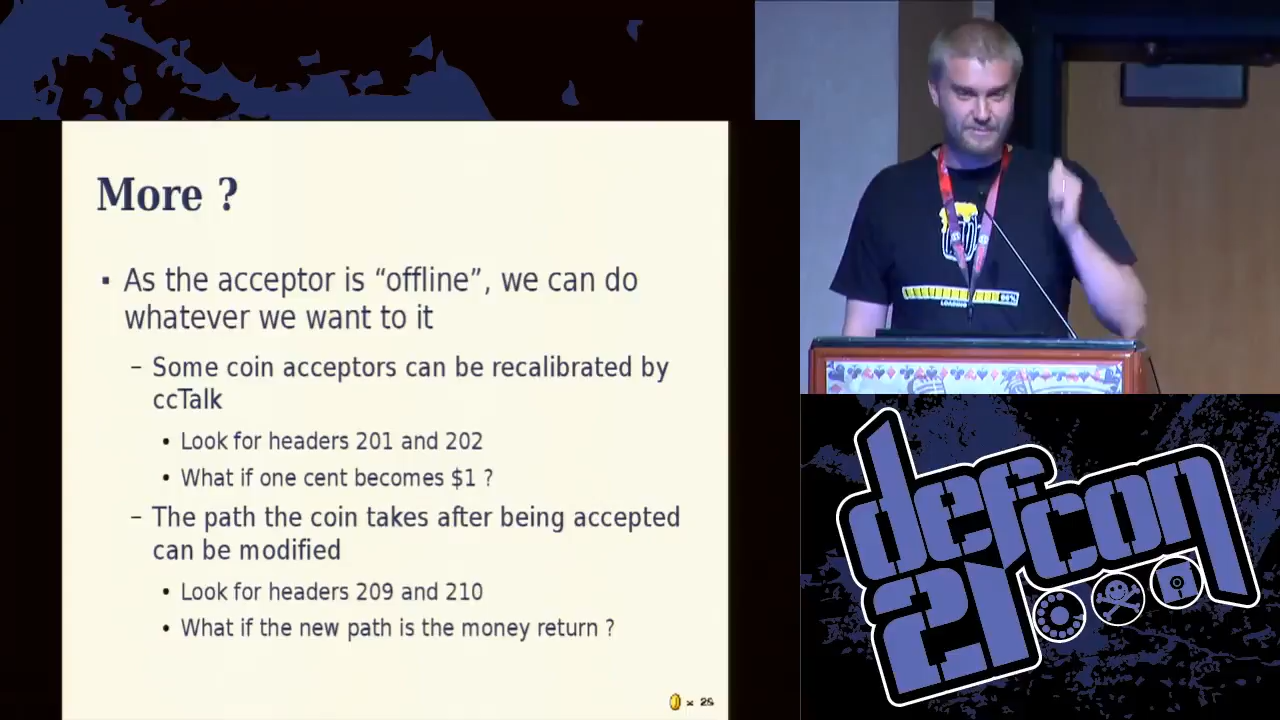 More ?
▪ As the acceptor is “offline”, we can do
whatever we want to it
– Some coin acceptors can be recalibrated by
ccTalk
• Look for headers 201 and 202
• What if one cent becomes $1 ?
– The path the coin takes after being accepted
can be modified
• Look for headers 209 and 210
• What if the new path is the money return ?
× 26
LOADING
defcon
21